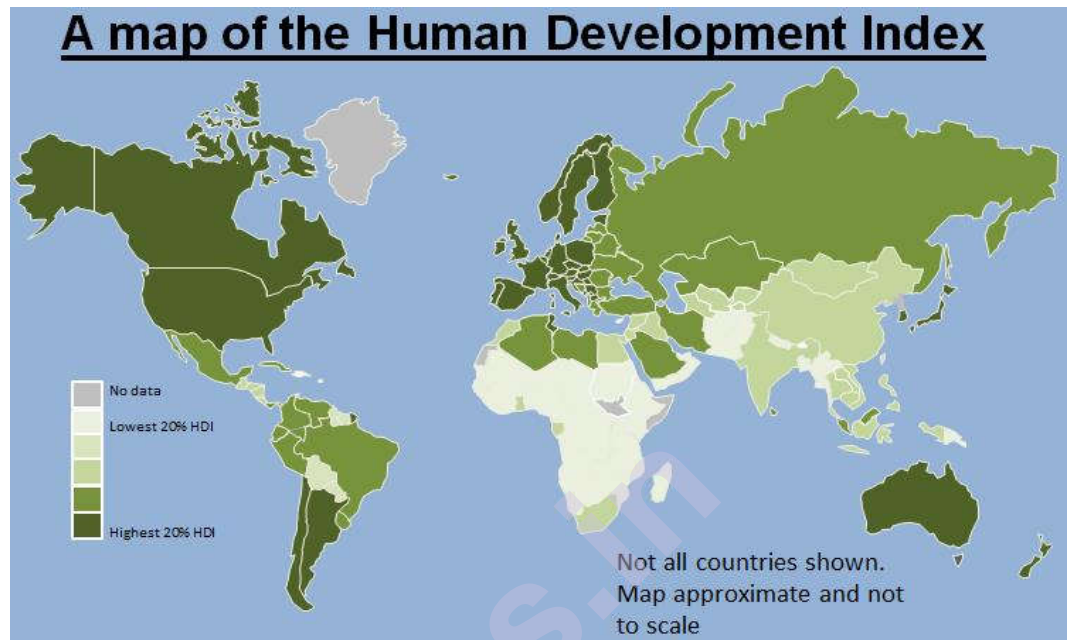 A map of the Human Development Index
No data
Lowest 20% HDI
Highest 20% HDI
Not all countries shown.
Map approximate and not
to scale
s.in